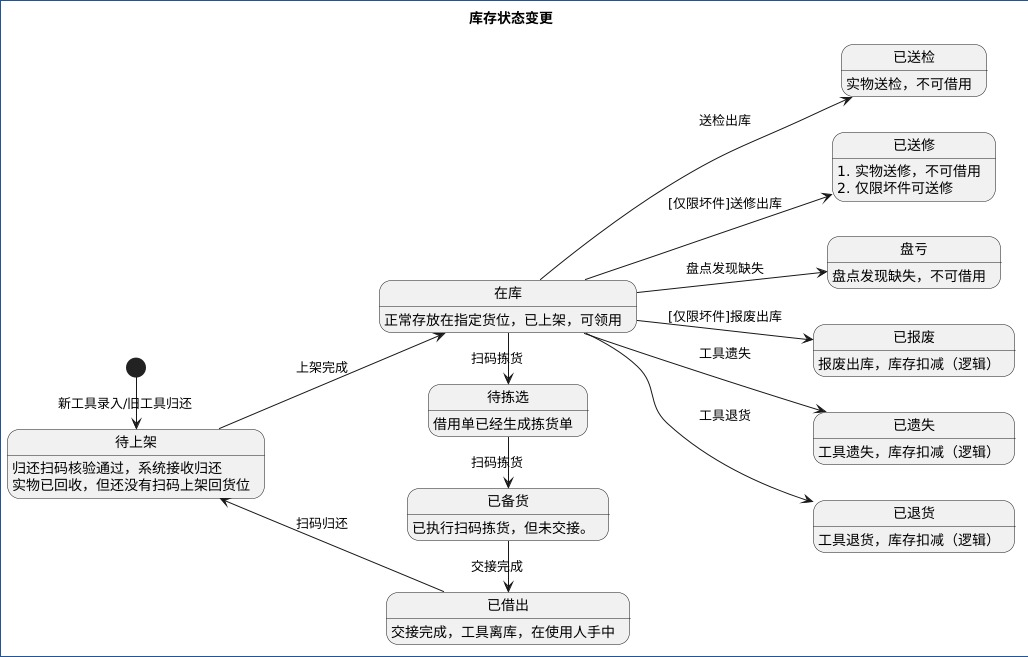 库存状态变更
已送检
实物送检，不可借用
送检出库
已送修
1. 实物送修，不可借用
2. 仅限坏件可送修
[仅限坏件]送修出库
盘亏
盘点发现缺失，不可借用
盘点发现缺失
在库
正常存放在指定货位，已上架，可领用
[仅限坏件]报废出库
已报废
报废出库，库存扣减（逻辑）
工具遗失
扫码拣货
上架完成
待拣选
借用单已经生成拣货单
新工具录入/旧工具归还
工具退货
已遗失
工具遗失，库存扣减（逻辑）
待上架
归还扫码核验通过，系统接收归还
实物已回收，但还没有扫码上架回货位
扫码拣货
已备货
已执行扫码拣货，但未交接。
已退货
工具退货，库存扣减（逻辑）
扫码归还
交接完成
已借出
交接完成，工具离库，在使用人手中